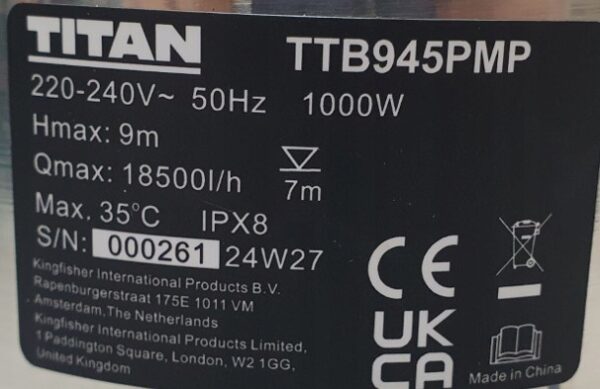 TITAN TTB945PMP
220-240V~ 50Hz 1000W
Hmax: 9m
Qmax: 18500l/h 7m
Max. 35°C IPX8
S/N: 000261 24W27
Kingfisher International Products B.V.
Rapenburgerstraat 175E 1011 VM
Amsterdam,The Netherlands
Kingfisher International Products Limited,
1 Paddington Square, London, W2 1GG,
United Kingdom
CE
UK
CA
Made in China